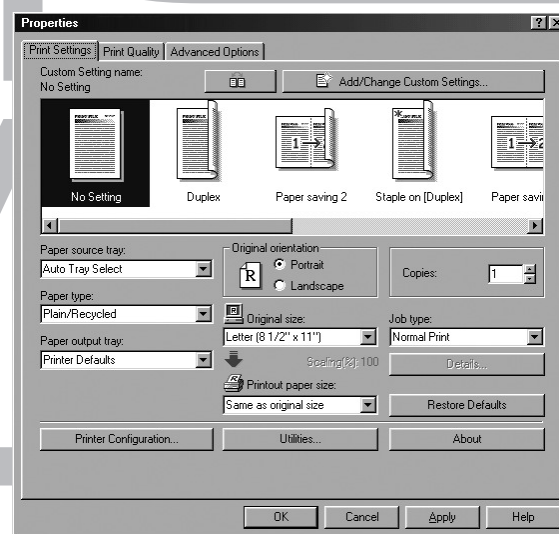 Properties
Print Settings Print Quality Advanced Options
Custom Setting name:
No Setting
Add/Change Custom Settings...
1
1
No Setting Duplex Paper saving 2 Staple on [Duplex] Paper savi
Paper source tray:
Auto Tray Select
Original orientation
R
Portrait
Landscape
Copies: 1
Paper type:
Plain/Recycled
R Original size:
Letter (8 1/2" x 11")
Job type:
Normal Print
Paper output tray:
Printer Defaults
Scaling[%]: 100
Details...
Printout paper size:
Same as original size
Restore Defaults
Printer Configuration... Utilities... About
OK Cancel Apply Help